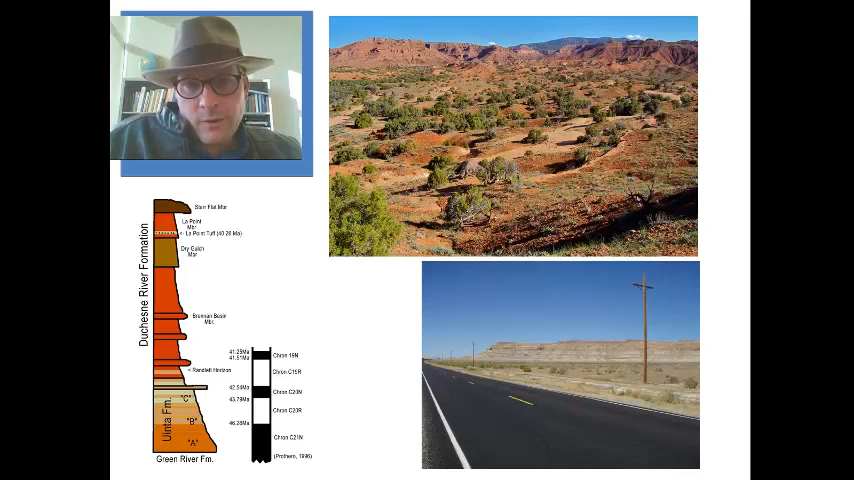 Starr Flat Mbr
La Point
Mbr
<- La Point Tuff (40.26 Ma)
Dry Gulch
Mbr
Duchesne River Formation
Brennan Basin
Mbr.
< Randlett Horizon
41.25Ma
41.51Ma
Chron 19N
Chron C19R
42.54Ma
Chron C20N
43.79Ma
Chron C20R
46.26Ma
Chron C21N
(Prothero, 1996)
Uinta Fm.
"C"
"B"
"A"
Green River Fm.